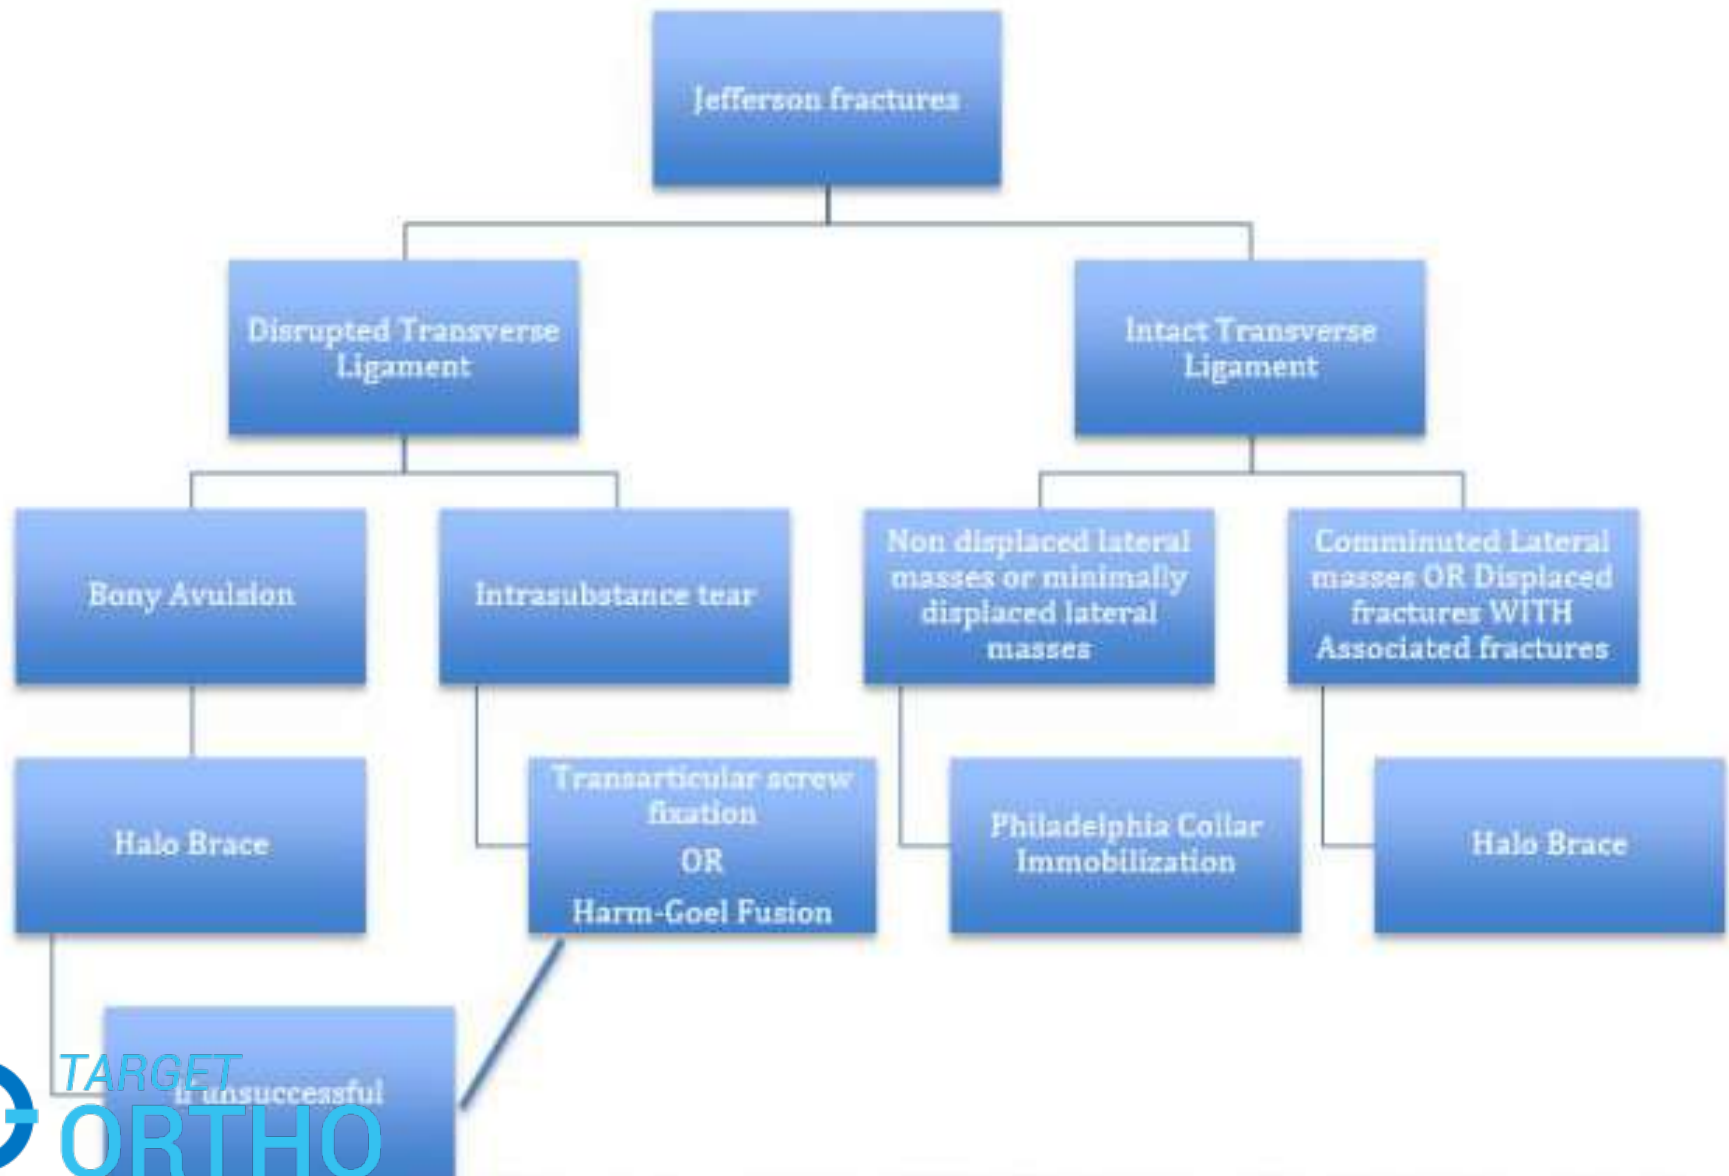 Jefferson fractures
Disrupted Transverse
Ligament
Intact Transverse
Ligament
Bony Avulsion
Intrasubstance tear
Non displaced lateral
masses or minimally
displaced lateral
masses
Comminuted Lateral
masses OR Displaced
fractures WITH
Associated fractures
Halo Brace
Transarticular screw
fixation
OR
Harm-Goel Fusion
Philadelphia Collar
Immobilization
Halo Brace
If unsuccessful
TARGET
ORTHO